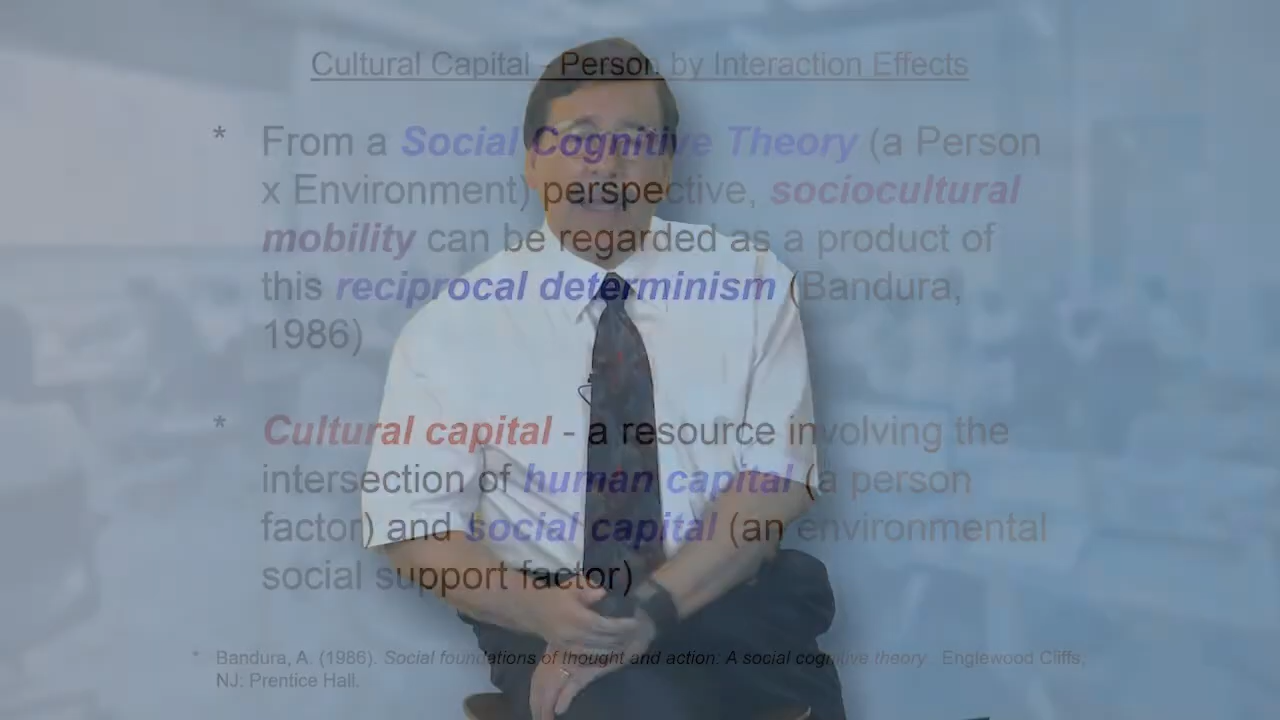 Cultural Capital - Person by Interaction Effects
* From a Social Cognitive Theory (a Person
x Environment) perspective, sociocultural
mobility can be regarded as a product of
this reciprocal determinism (Bandura,
1986)
* Cultural capital - a resource involving the
intersection of human capital (a person
factor) and social capital (an environmental
social support factor)
* Bandura, A. (1986). Social foundations of thought and action: A social cognitive theory. Englewood Cliffs,
NJ: Prentice Hall.